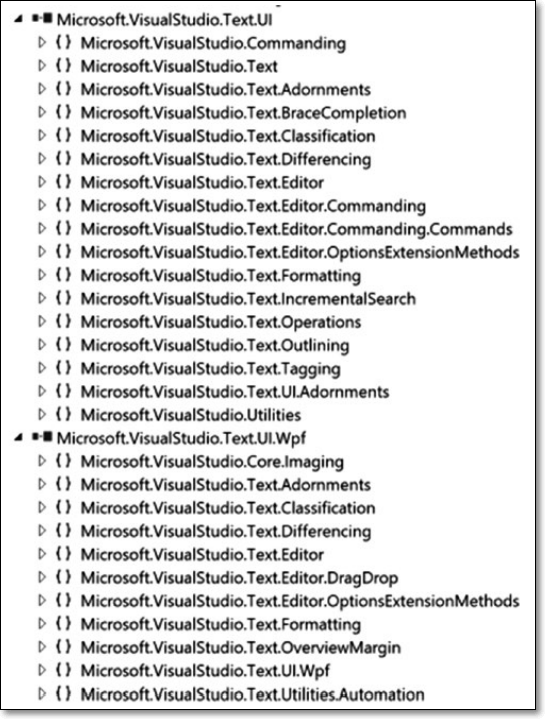 Microsoft.VisualStudio.Text.UI
{ } Microsoft.VisualStudio.Commanding
{ } Microsoft.VisualStudio.Text
{ } Microsoft.VisualStudio.Text.Adornments
{ } Microsoft.VisualStudio.Text.BraceCompletion
{ } Microsoft.VisualStudio.Text.Classification
{ } Microsoft.VisualStudio.Text.Differencing
{ } Microsoft.VisualStudio.Text.Editor
{ } Microsoft.VisualStudio.Text.Editor.Commanding
{ } Microsoft.VisualStudio.Text.Editor.Commanding.Commands
{ } Microsoft.VisualStudio.Text.Editor.OptionsExtensionMethods
{ } Microsoft.VisualStudio.Text.Formatting
{ } Microsoft.VisualStudio.Text.IncrementalSearch
{ } Microsoft.VisualStudio.Text.Operations
{ } Microsoft.VisualStudio.Text.Outlining
{ } Microsoft.VisualStudio.Text.Tagging
{ } Microsoft.VisualStudio.Text.UI.Adornments
{ } Microsoft.VisualStudio.Utilities
Microsoft.VisualStudio.Text.UI.Wpf
{ } Microsoft.VisualStudio.Core.Imaging
{ } Microsoft.VisualStudio.Text.Adornments
{ } Microsoft.VisualStudio.Text.Classification
{ } Microsoft.VisualStudio.Text.Differencing
{ } Microsoft.VisualStudio.Text.Editor
{ } Microsoft.VisualStudio.Text.Editor.DragDrop
{ } Microsoft.VisualStudio.Text.Editor.OptionsExtensionMethods
{ } Microsoft.VisualStudio.Text.Formatting
{ } Microsoft.VisualStudio.Text.OverviewMargin
{ } Microsoft.VisualStudio.Text.UI.Wpf
{ } Microsoft.VisualStudio.Text.Utilities.Automation